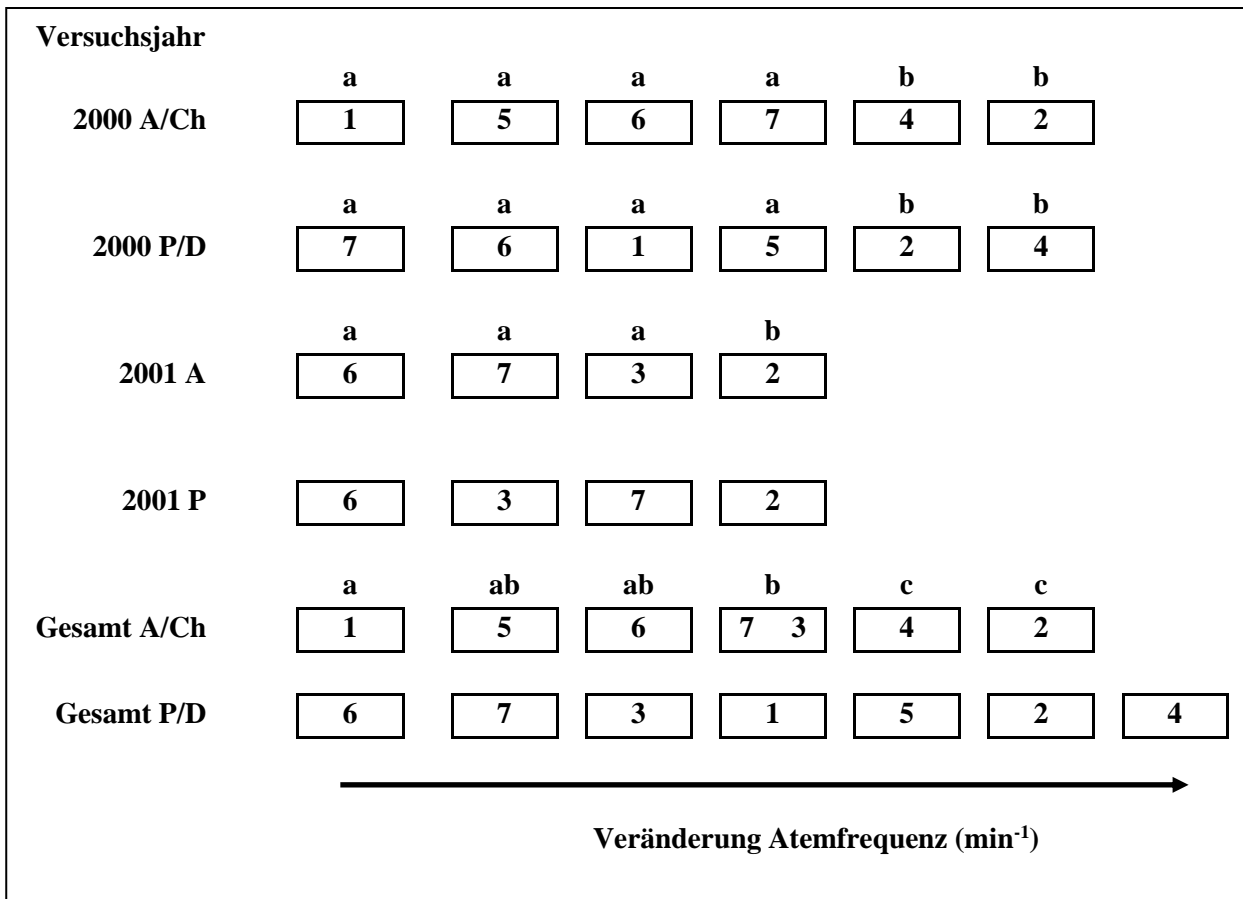 Versuchsjahr
a a a a b b
2000 A/Ch 1 5 6 7 4 2
a a a a b b
2000 P/D 7 6 1 5 2 4
a a a b
2001 A 6 7 3 2
2001 P 6 3 7 2
a ab ab b c c
Gesamt A/Ch 1 5 6 7 3 4 2
Gesamt P/D 6 7 3 1 5 2 4
Veränderung Atemfrequenz (min⁻¹)